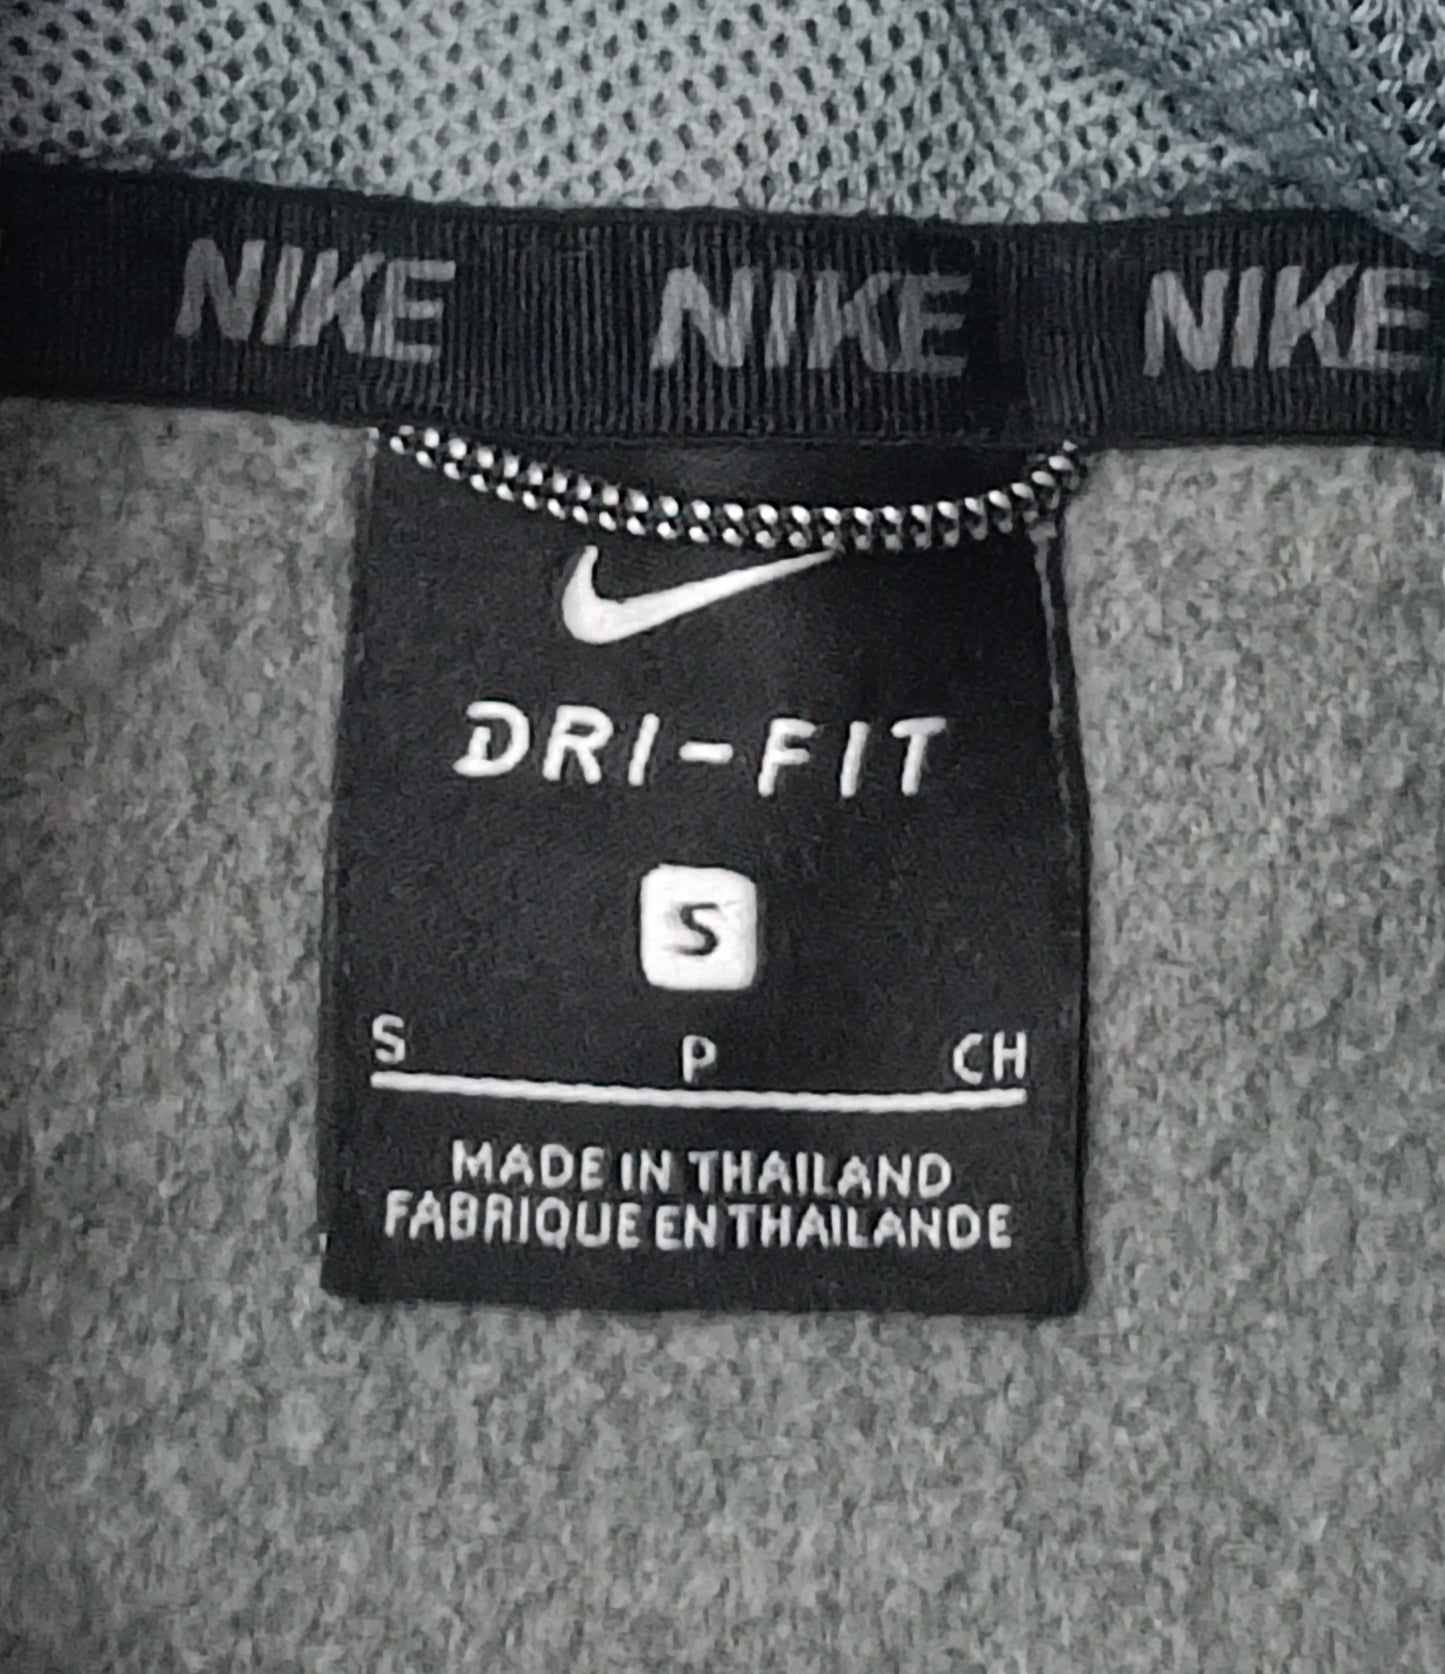 NIKE NIKE NIKE
DRI-FIT
S
S P CH
MADE IN THAILAND
FABRIQUE EN THAILANDE